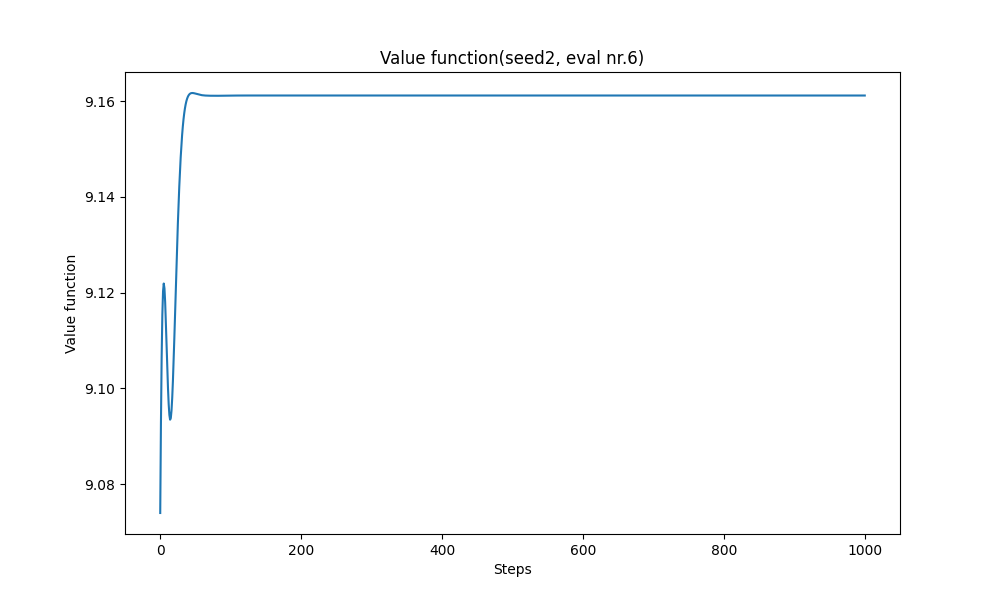 Value function(seed2, eval nr.6)
9.16
9.14
9.12
9.10
9.08
Value function
0 200 400 600 800 1000
Steps